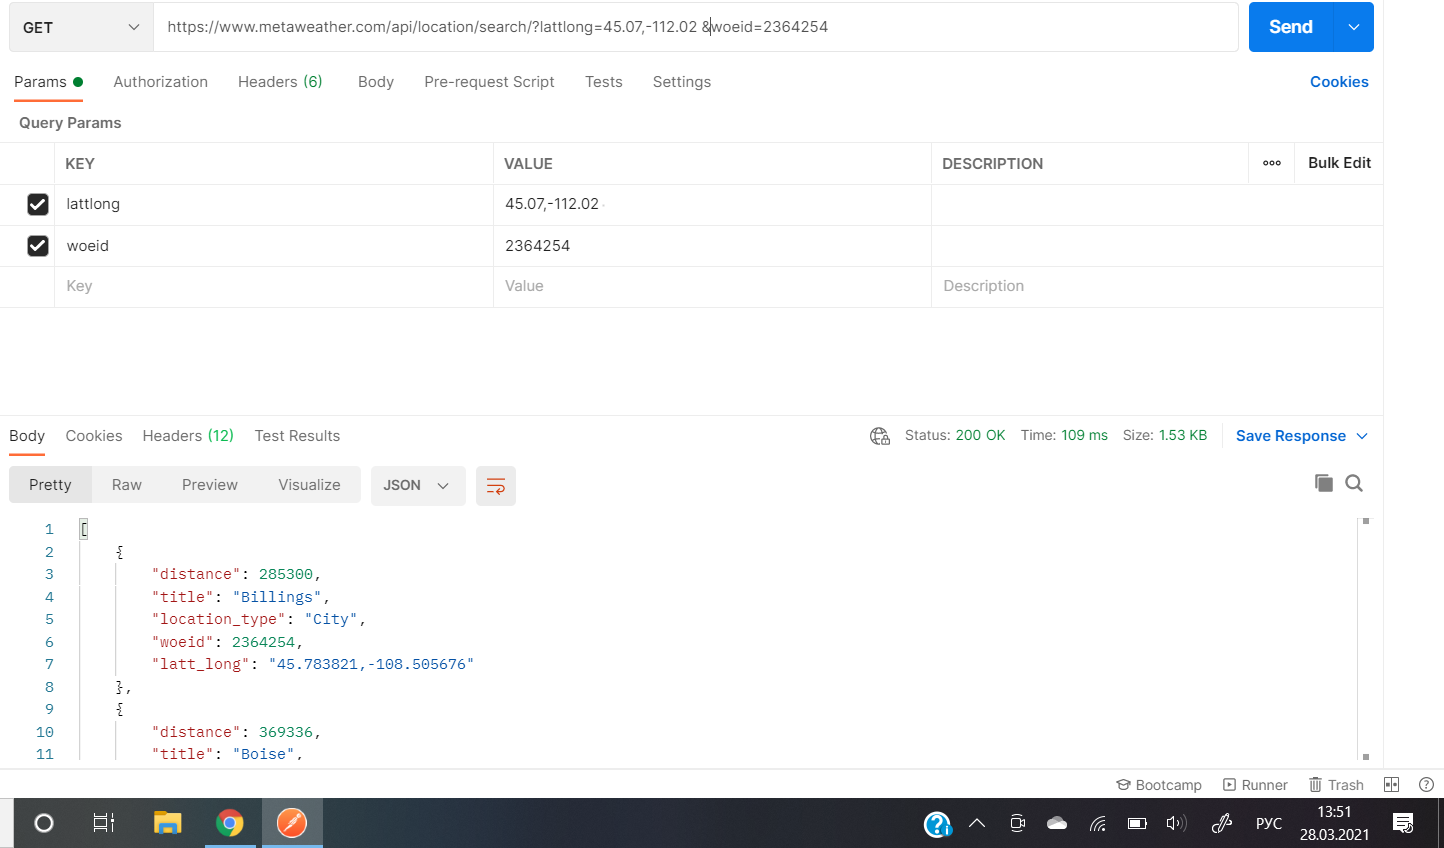 GET https://www.metaweather.com/api/location/search/?lattlong=45.07,-112.02 &woeid=2364254 Send
Params Authorization Headers (6) Body Pre-request Script Tests Settings Cookies
Query Params
KEY VALUE DESCRIPTION ooo Bulk Edit
lattlong 45.07,-112.02
woeid 2364254
Key Value Description
Body Cookies Headers (12) Test Results Status: 200 OK Time: 109 ms Size: 1.53 KB Save Response
Pretty Raw Preview Visualize JSON
1 [
2 {
3 "distance": 285300,
4 "title": "Billings",
5 "location_type": "City",
6 "woeid": 2364254,
7 "latt_long": "45.783821,-108.505676"
8 },
9 {
10 "distance": 369336,
11 "title": "Boise",
Bootcamp Runner Trash ?
РУС 13:51
28.03.2021